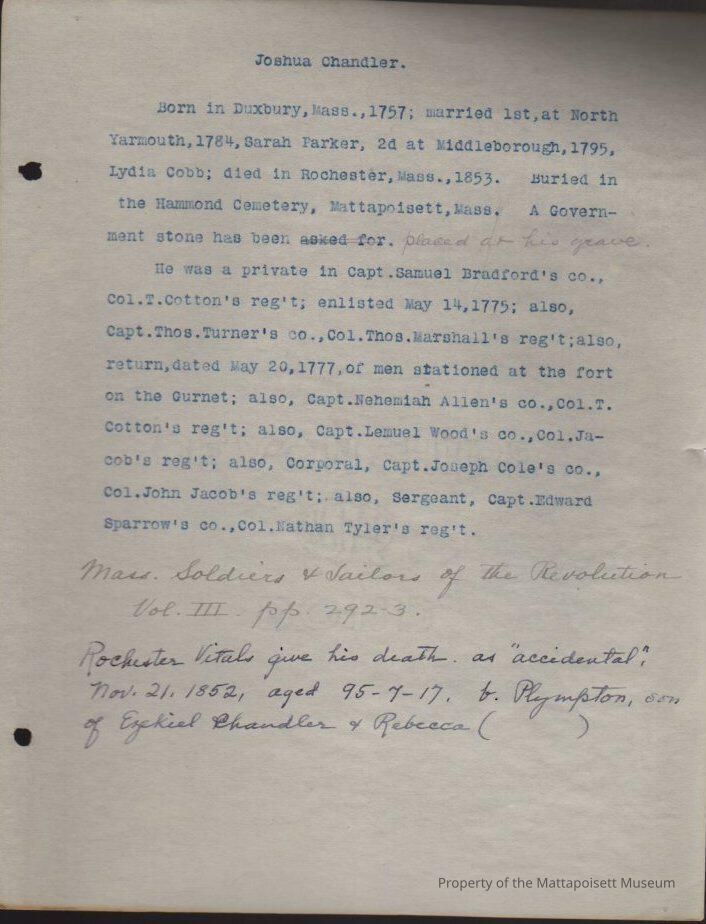 Joshua Chandler.
Born in Duxbury,Mass.,1757; married 1st,at North
Yarmouth,1784,Sarah Parker, 2d at Middleborough,1795,
Lydia Cobb; died in Rochester,Mass.,1853. Buried in
the Hammond Cemetery, Mattapoisett,Mass. A Govern-
ment stone has been asked for. placed at his grave.
He was a private in Capt.Samuel Bradford's co.,
Col.T.Cotton's reg't; enlisted May 14,1775; also,
Capt.Thos.Turner's co.,Col.Thos.Marshall's reg't;also,
return,dated May 20,1777,of men stationed at the fort
on the Gurnet; also, Capt.Nehemiah Allen's co.,Col.T.
Cotton's reg't; also, Capt.Lemuel Wood's co.,Col.Ja-
cob's reg't; also, Corporal, Capt.Joseph Cole's co.,
Col.John Jacob's reg't; also, Sergeant, Capt.Edward
Sparrow's co.,Col.Nathan Tyler's reg't.
Mass. Soldiers & Sailors of the Revolution
Vol. III. pp. 292-3.
Rochester Vitals give his death. as "accidental",
Nov. 21. 1852, aged 95-7-17. b. Plympton, son
of Ezekiel Chandler & Rebecca ( )
Property of the Mattapoisett Museum